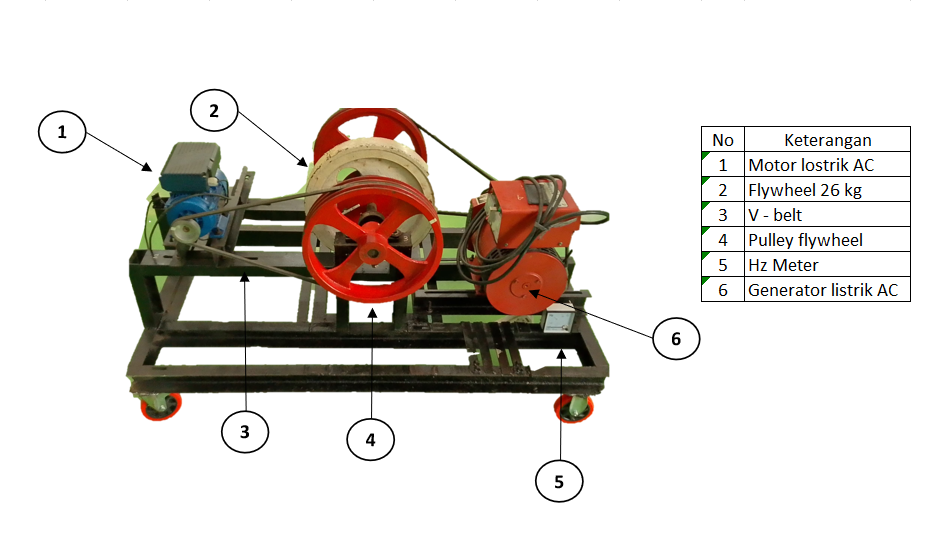 1
2
3
4
5
6
No Keterangan
1 Motor lostrik AC
2 Flywheel 26 kg
3 V - belt
4 Pulley flywheel
5 Hz Meter
6 Generator listrik AC